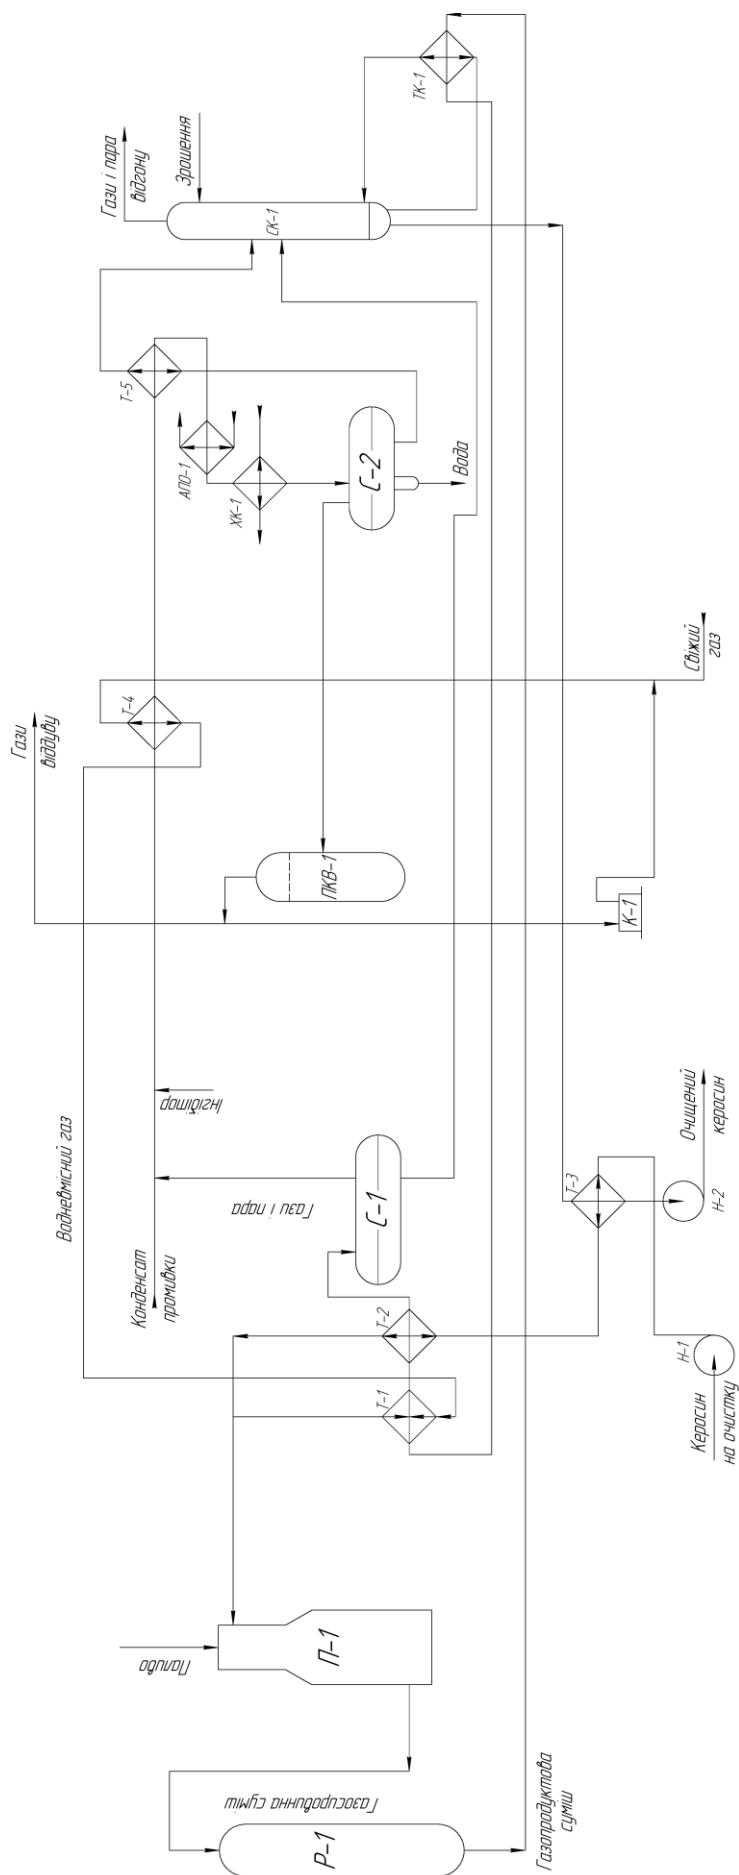 Гази і пара
відгону
Зрошення
СК-1
ТК-1
Т-5
АПО-1
ХК-1
С-2
Вода
Гази
віддуву
Т-4
Свіжий
газ
ПКВ-1
К-1
Водневмісний газ
Інгібітор
Гази і пара
Конденсат
промивки
С-1
Т-2
Т-1
Т-3
Очищений
керосин
Н-2
Н-1
Керосин
на очистку
Паливо
П-1
Газосировинна суміш
Р-1
Газопродуктова
суміш